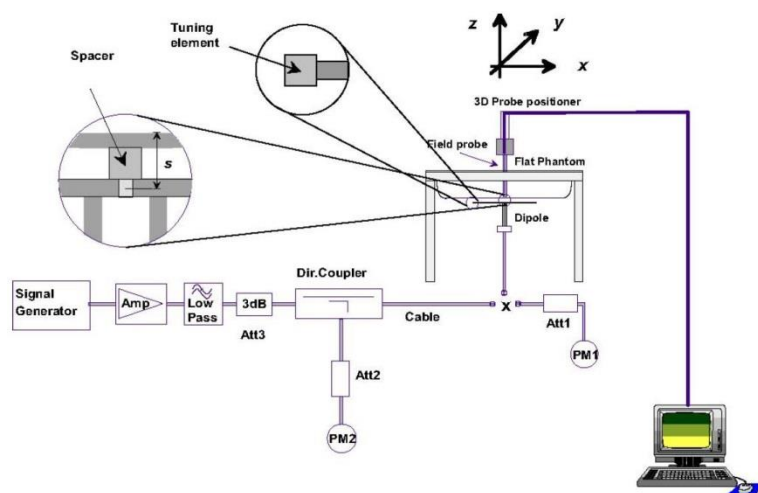 Tuning
element
Spacer
s
z
y
x
3D Probe positioner
Field probe
Flat Phantom
Dipole
Signal
Generator
Amp
Low
Pass
3dB
Att3
Dir.Coupler
Cable
x
Att1
PM1
Att2
PM2